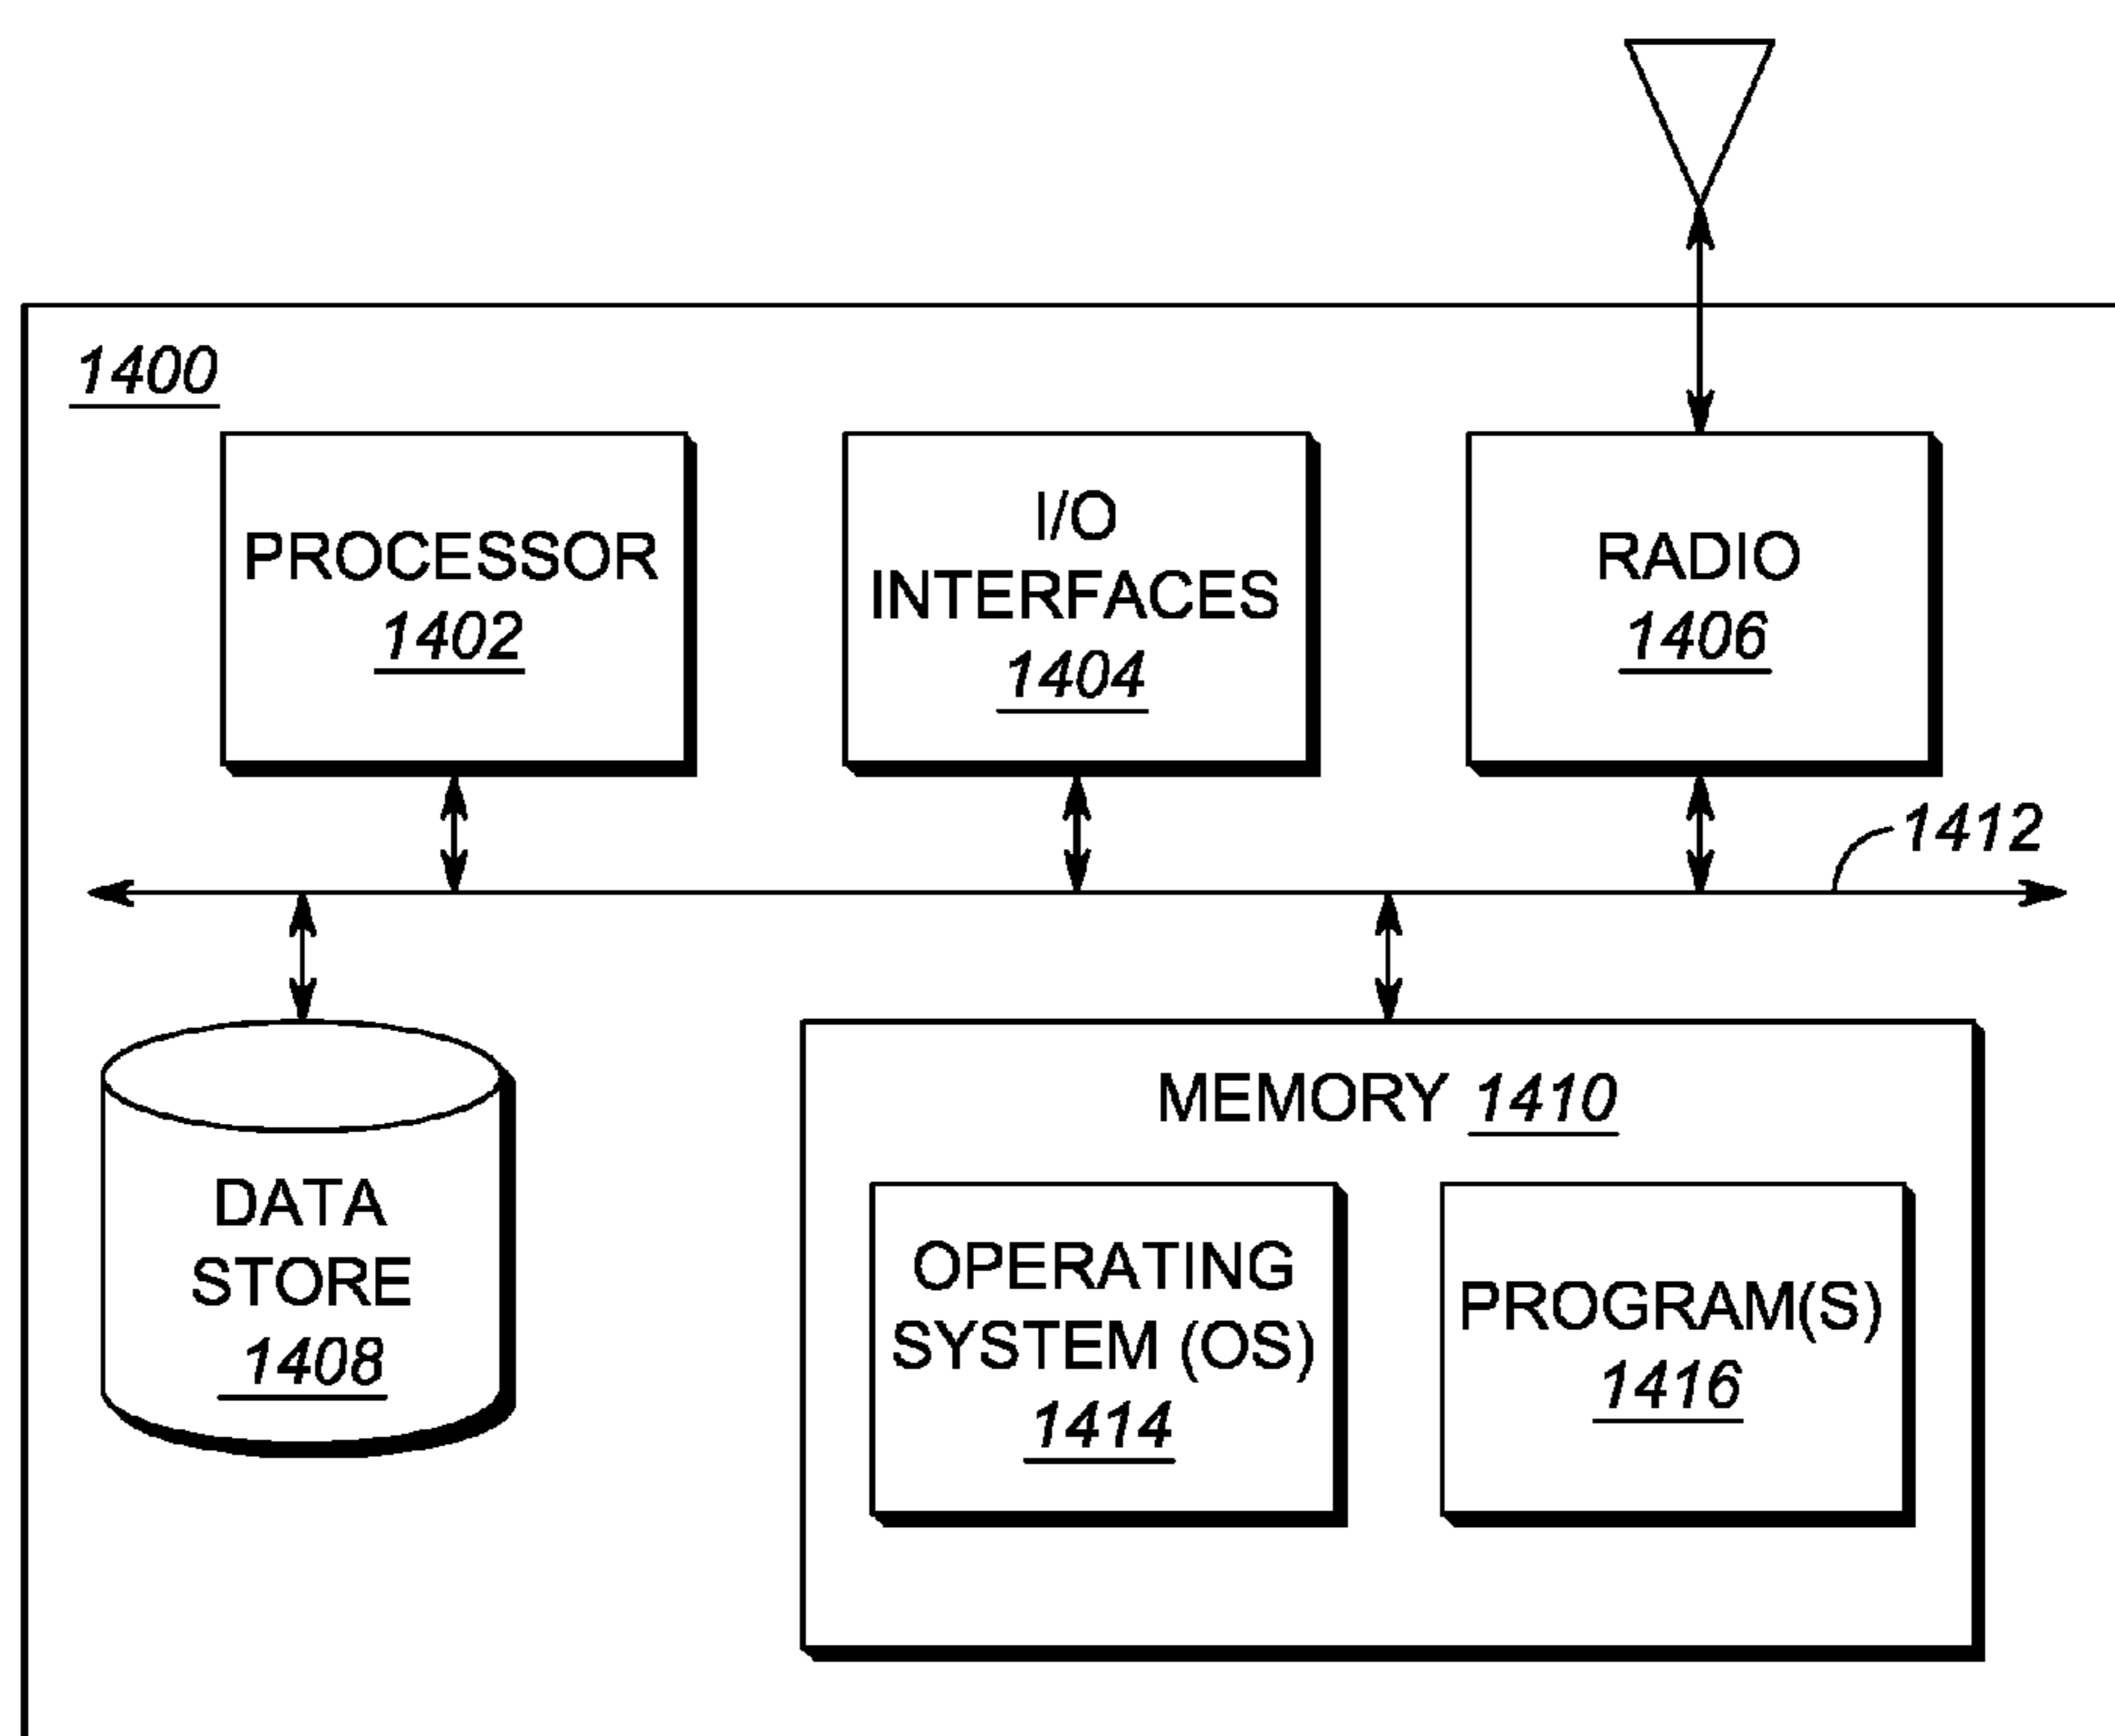 1400
PROCESSOR
1402
I/O
INTERFACES
1404
RADIO
1406
1412
DATA
STORE
1408
MEMORY 1410
OPERATING
SYSTEM (OS)
1414
PROGRAM(S)
1416